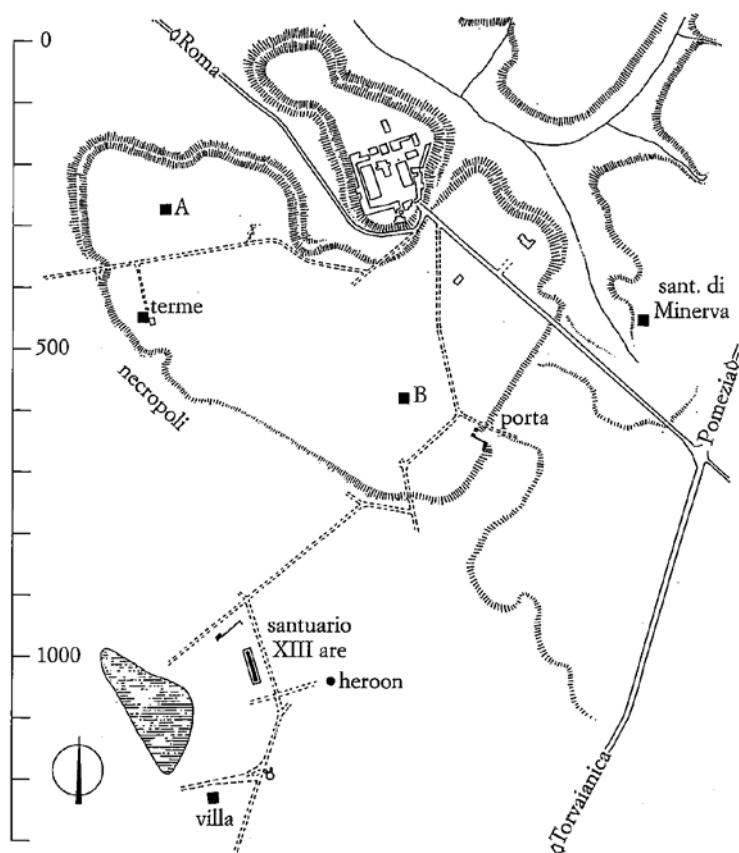 0
Roma
A
terme
sant. di
Minerva
500
necropoli
B
porta
Pomezia
santuario
XIII are
1000
heroon
villa
Torvaianica